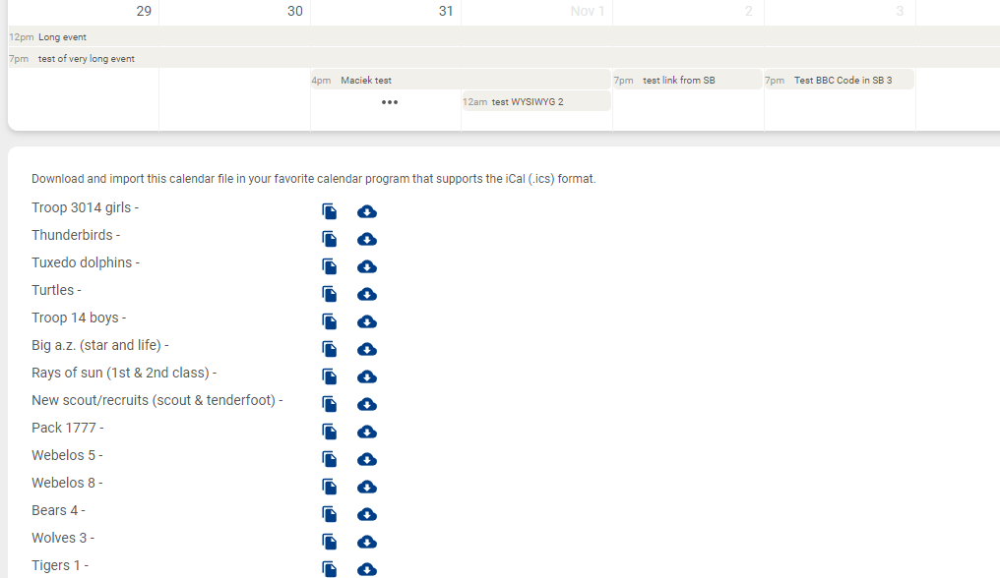 29 30 31 Nov 1 2 3
12pm Long event
7pm test of very long event
4pm Maciek test 7pm test link from SB 7pm Test BBC Code in SB 3
••• 12am test WYSIWYG 2
Download and import this calendar file in your favorite calendar program that supports the iCal (.ics) format.
Troop 3014 girls -
Thunderbirds -
Tuxedo dolphins -
Turtles -
Troop 14 boys -
Big a.z. (star and life) -
Rays of sun (1st & 2nd class) -
New scout/recruits (scout & tenderfoot) -
Pack 1777 -
Webelos 5 -
Webelos 8 -
Bears 4 -
Wolves 3 -
Tigers 1 -